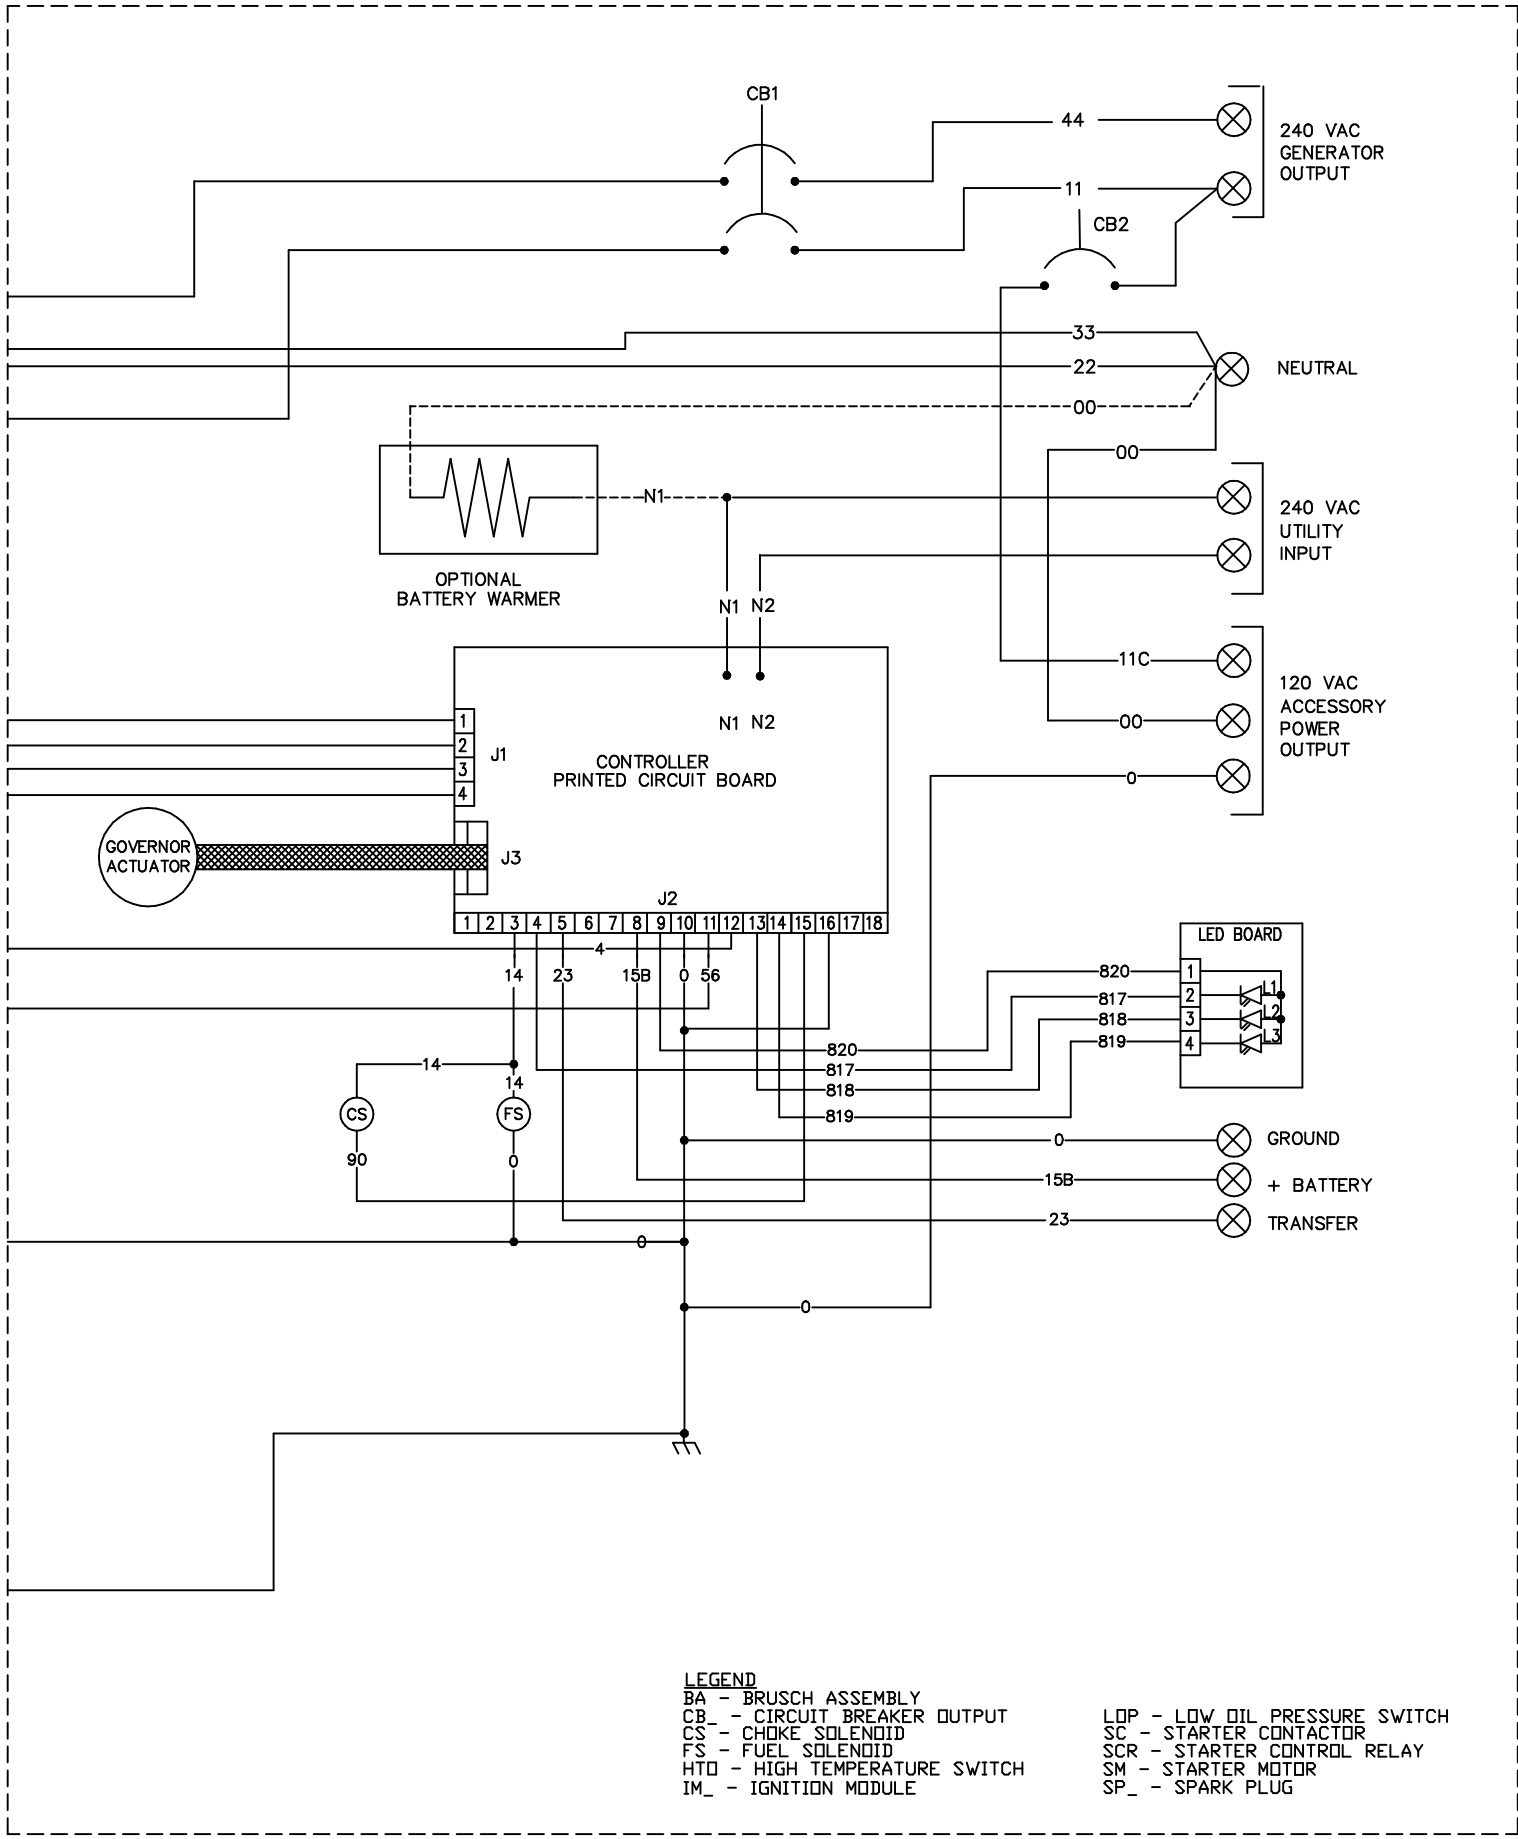 CB1
44
240 VAC
GENERATOR
OUTPUT
11
CB2
33
22
NEUTRAL
00
00
N1
240 VAC
UTILITY
INPUT
OPTIONAL
BATTERY WARMER
N1 N2
11C
120 VAC
ACCESSORY
POWER
OUTPUT
00
0
N1 N2
1
2
3
4
J1
CONTROLLER
PRINTED CIRCUIT BOARD
GOVERNOR
ACTUATOR
J3
J2
1 2 3 4 5 6 7 8 9 10 11 12 13 14 15 16 17 18
LED BOARD
4
14 23 15B 0 56
820 1
817 2 L1
818 3 L2
819 4 L3
820
817
818
819
14
14
CS FS
90 0
0 GROUND
15B + BATTERY
23 TRANSFER
0
0
LEGEND
BA - BRUSCH ASSEMBLY
CB_ - CIRCUIT BREAKER OUTPUT
CS - CHOKE SOLENOID
FS - FUEL SOLENOID
HTO - HIGH TEMPERATURE SWITCH
IM_ - IGNITION MODULE
LOP - LOW OIL PRESSURE SWITCH
SC - STARTER CONTACTOR
SCR - STARTER CONTROL RELAY
SM - STARTER MOTOR
SP_ - SPARK PLUG